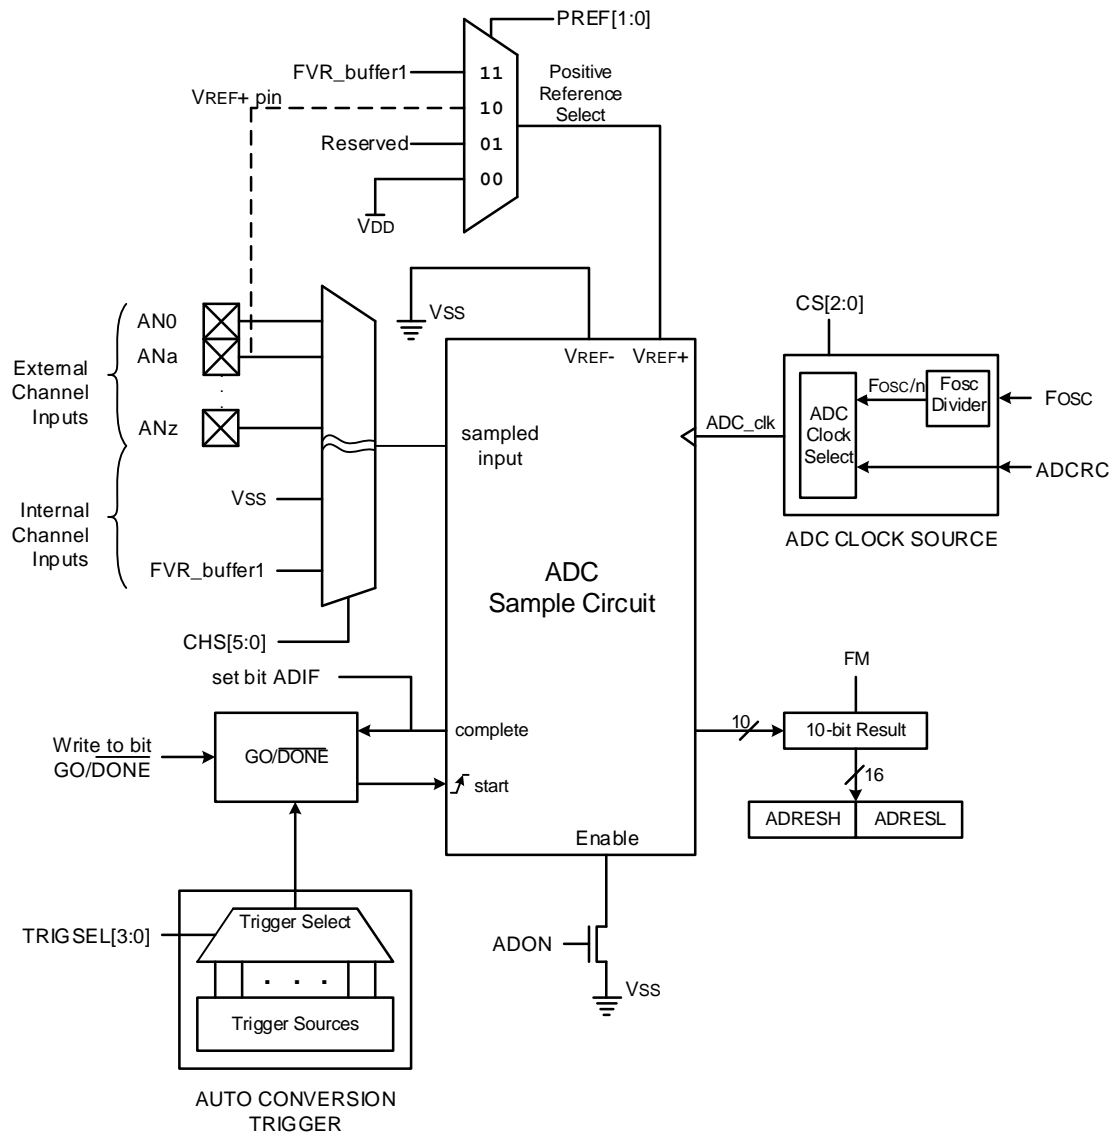 PREF[1:0]
FVR_buffer1
11
Positive
Reference
Select
VREF+ pin
10
Reserved
01
00
VDD
VSS
CS[2:0]
External
Channel
Inputs
AN0
ANa
ANz
VREF-
VREF+
FOSC/n
Fosc
Divider
FOSC
ADC
Clock
Select
ADC_clk
ADCRC
ADC CLOCK SOURCE
sampled
input
Internal
Channel
Inputs
VSS
FVR_buffer1
ADC
Sample Circuit
CHS[5:0]
set bit ADIF
FM
Write to bit
GO/DONE
GO/DONE
complete
start
10
10-bit Result
16
ADRESH
ADRESL
Enable
TRIGSEL[3:0]
Trigger Select
. . .
Trigger Sources
ADON
VSS
AUTO CONVERSION
TRIGGER